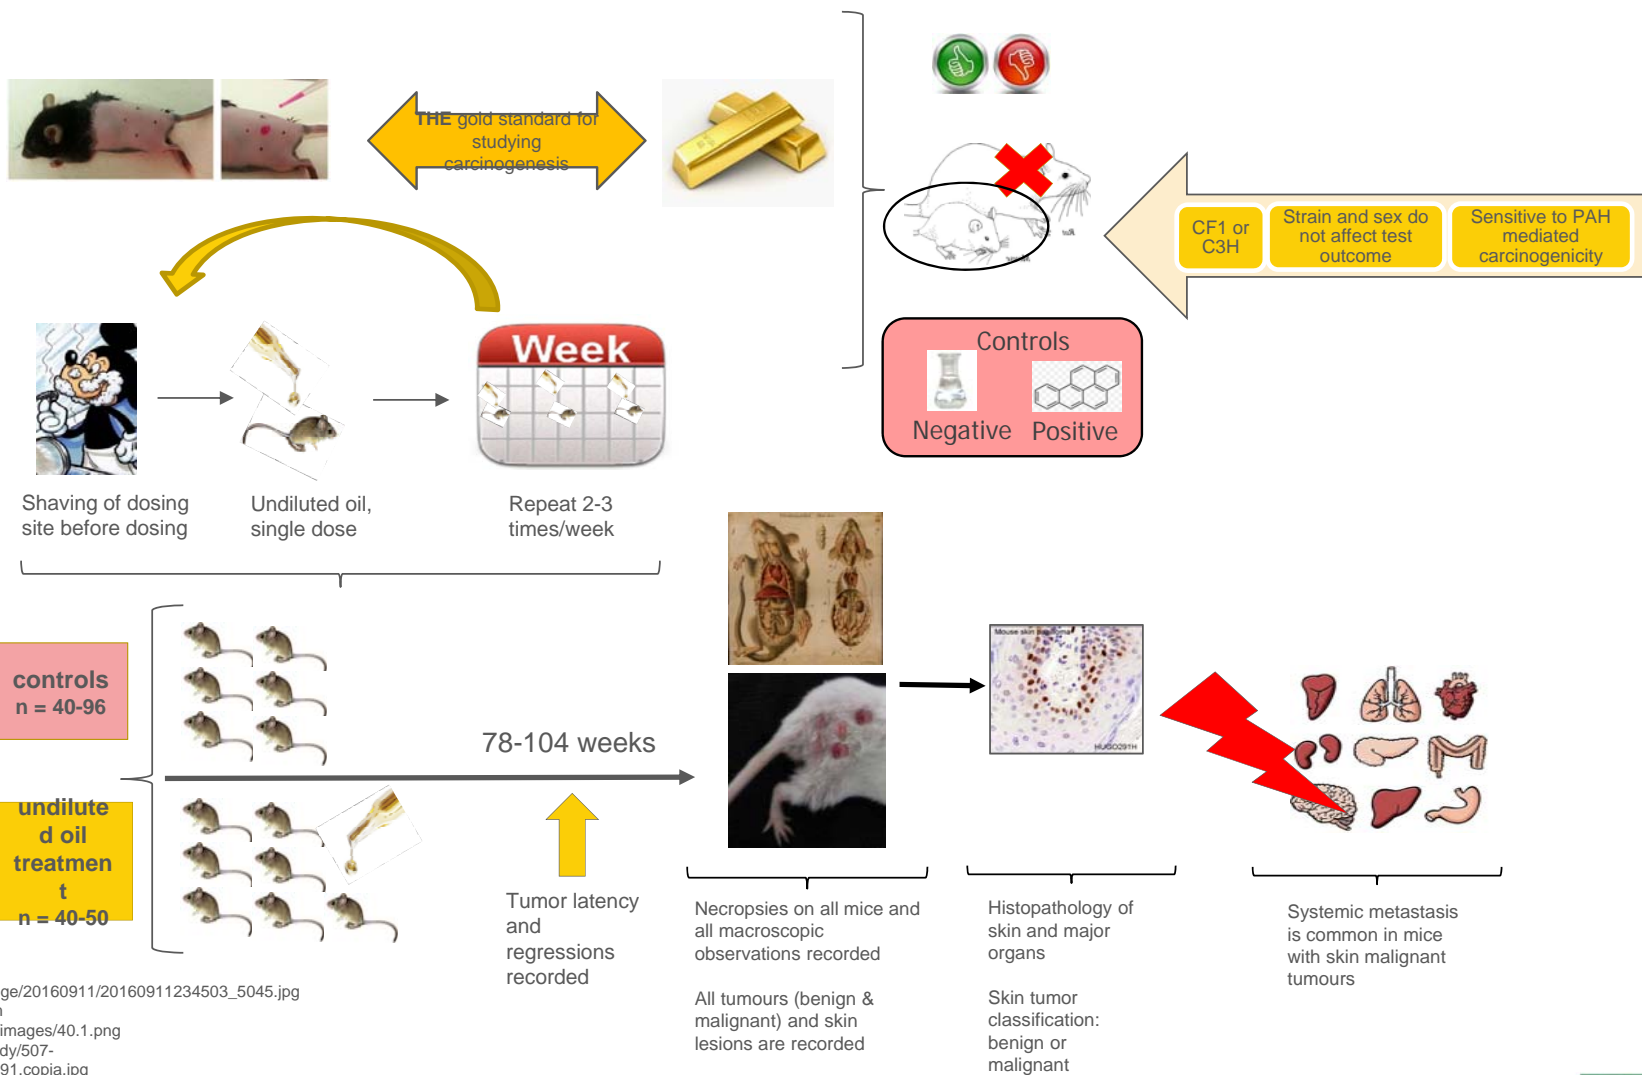 THE gold standard for
studying
carcinogenesis
CF1 or
C3H
Strain and sex do
not affect test
outcome
Sensitive to PAH
mediated
carcinogenicity
Week
Controls
Negative
Positive
Shaving of dosing
site before dosing
Undiluted oil,
single dose
Repeat 2-3
times/week
controls
n = 40-96
undilute
d oil
treatmen
t
n = 40-50
78-104 weeks
Tumor latency
and
regressions
recorded
Mouse skin
HUGO291H
Necropsies on all mice and
all macroscopic
observations recorded
All tumours (benign &
malignant) and skin
lesions are recorded
Histopathology of
skin and major
organs
Skin tumor
classification:
benign or
malignant
Systemic metastasis
is common in mice
with skin malignant
tumours
ge/20160911/20160911234503_5045.jpg
images/40.1.png
dy/507-
91.copia.jpg